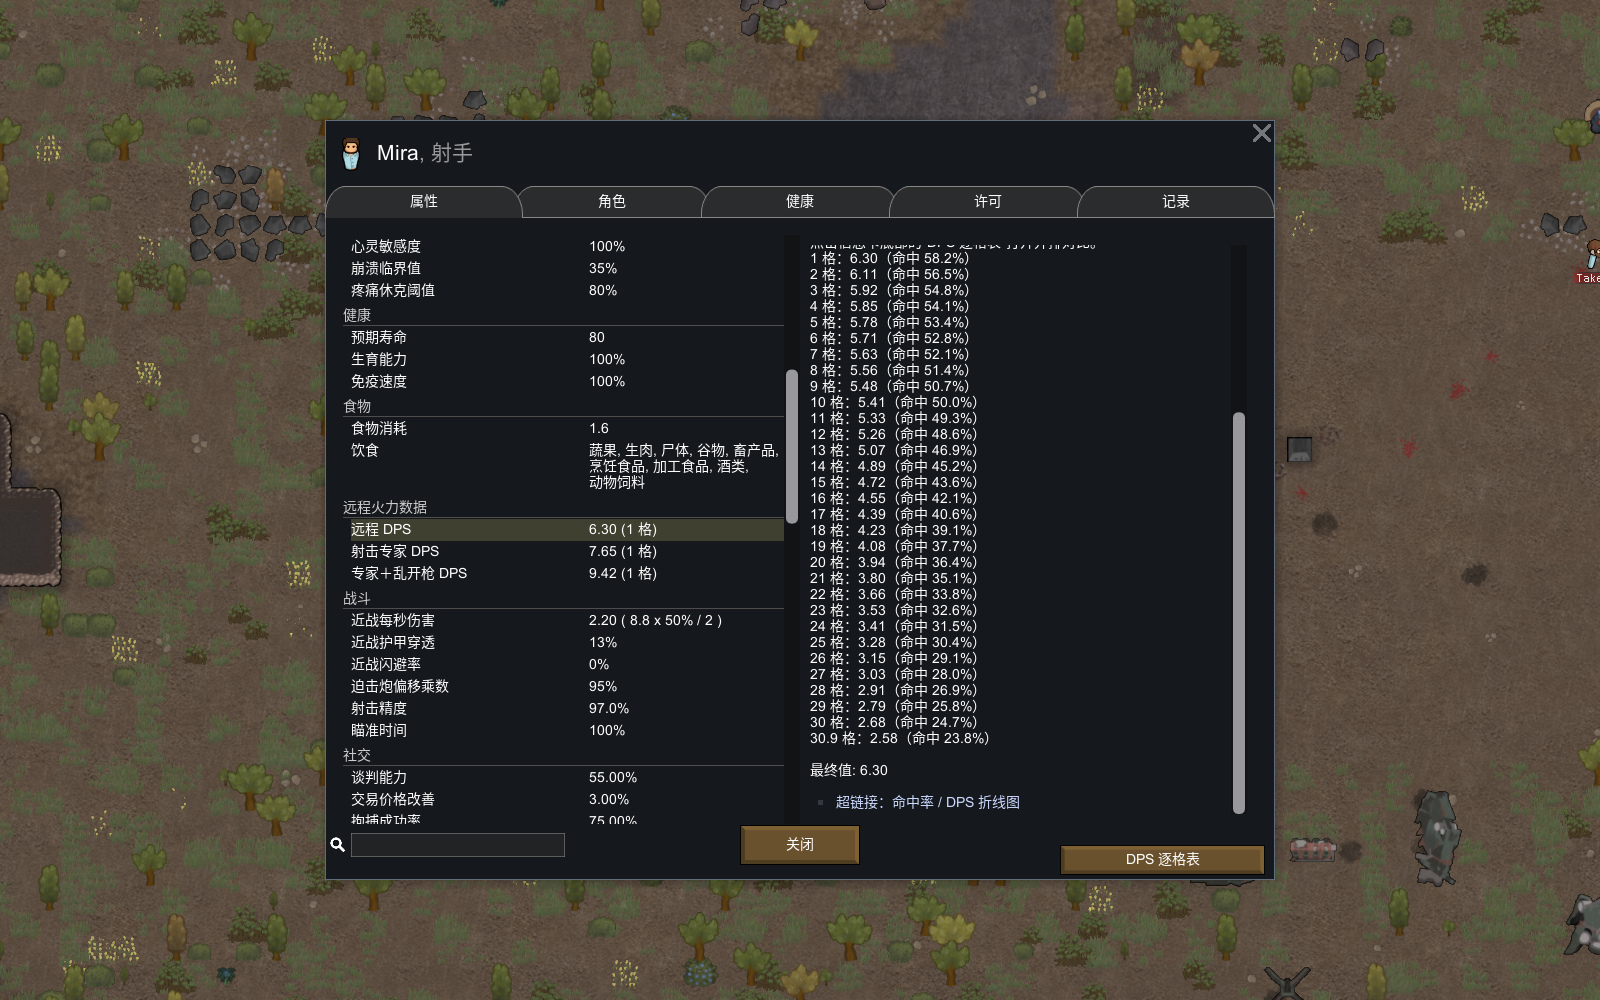 Mira, 射手
属性
角色
健康
许可
记录
心灵敏感度 100%
崩溃临界值 35%
疼痛休克阈值 80%
健康
预期寿命 80
生育能力 100%
免疫速度 100%
食物
食物消耗 1.6
饮食 蔬果, 生肉, 尸体, 谷物, 畜产品,
烹饪食品, 加工食品, 酒类,
动物饲料
远程火力数据
远程 DPS 6.30 (1 格)
射击专家 DPS 7.65 (1 格)
专家＋乱开枪 DPS 9.42 (1 格)
战斗
近战每秒伤害 2.20 ( 8.8 x 50% / 2 )
近战护甲穿透 13%
近战闪避率 0%
迫击炮偏移乘数 95%
射击精度 97.0%
瞄准时间 100%
社交
谈判能力 55.00%
交易价格改善 3.00%
拘捕成功率 75.00%
1 格：6.30（命中 58.2%）
2 格：6.11（命中 56.5%）
3 格：5.92（命中 54.8%）
4 格：5.85（命中 54.1%）
5 格：5.78（命中 53.4%）
6 格：5.71（命中 52.8%）
7 格：5.63（命中 52.1%）
8 格：5.56（命中 51.4%）
9 格：5.48（命中 50.7%）
10 格：5.41（命中 50.0%）
11 格：5.33（命中 49.3%）
12 格：5.26（命中 48.6%）
13 格：5.07（命中 46.9%）
14 格：4.89（命中 45.2%）
15 格：4.72（命中 43.6%）
16 格：4.55（命中 42.1%）
17 格：4.39（命中 40.6%）
18 格：4.23（命中 39.1%）
19 格：4.08（命中 37.7%）
20 格：3.94（命中 36.4%）
21 格：3.80（命中 35.1%）
22 格：3.66（命中 33.8%）
23 格：3.53（命中 32.6%）
24 格：3.41（命中 31.5%）
25 格：3.28（命中 30.4%）
26 格：3.15（命中 29.1%）
27 格：3.03（命中 28.0%）
28 格：2.91（命中 26.9%）
29 格：2.79（命中 25.8%）
30 格：2.68（命中 24.7%）
30.9 格：2.58（命中 23.8%）
最终值: 6.30
超链接：命中率 / DPS 折线图
关闭
DPS 逐格表
Take